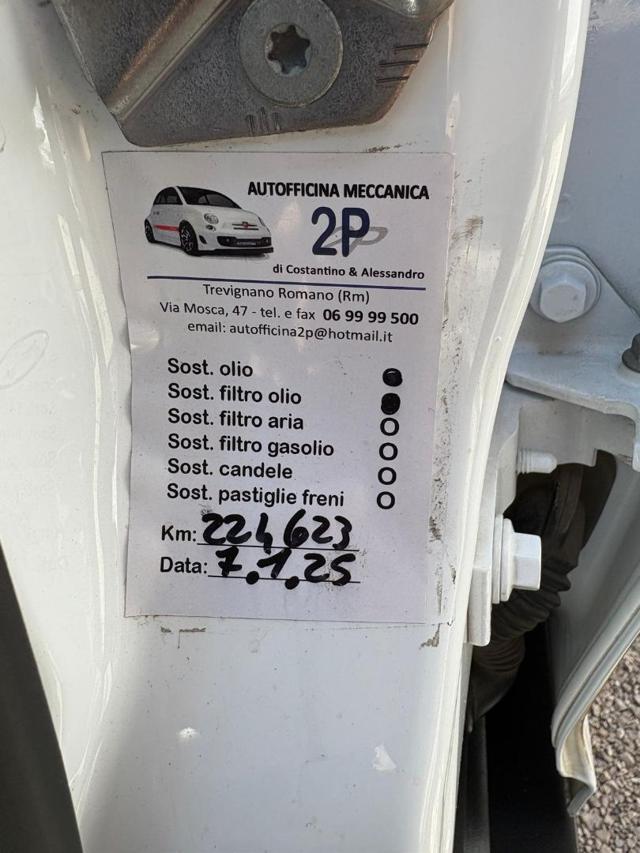 AUTOFFICINA MECCANICA
2P
di Costantino & Alessandro
Trevignano Romano (Rm)
Via Mosca, 47 - tel. e fax 06 99 99 500
email: autofficina2p@hotmail.it
Sost. olio
Sost. filtro olio
Sost. filtro aria
Sost. filtro gasolio
Sost. candele
Sost. pastiglie freni
Km: 224623
Data: 7.1.25